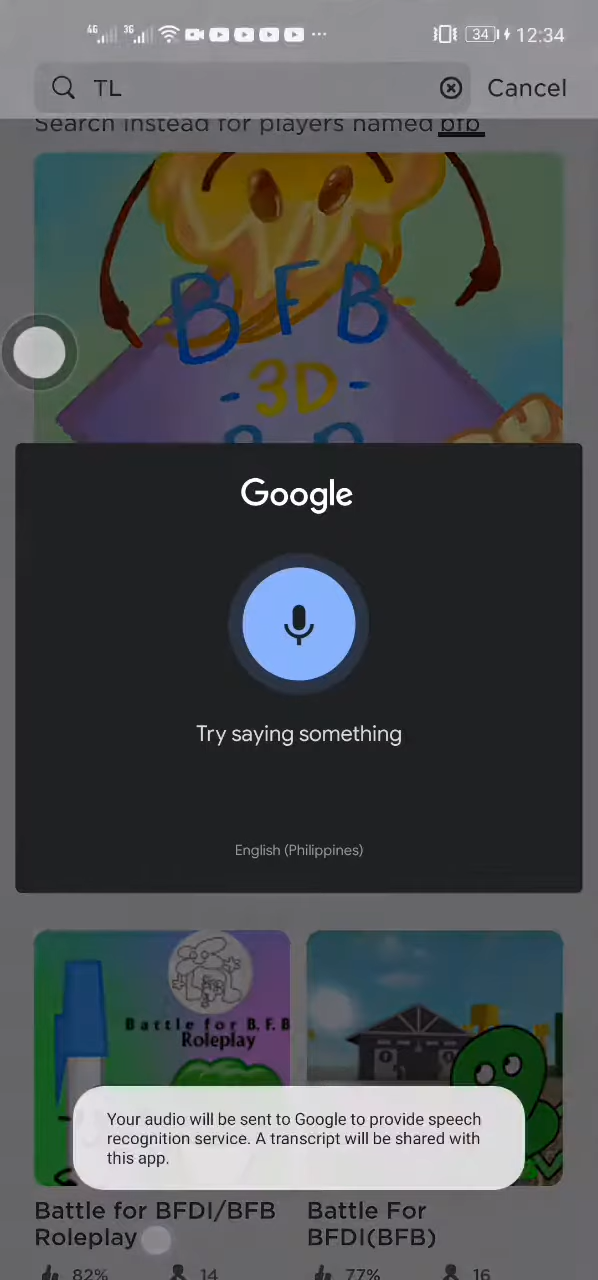 4G 3G 34 12:34
TL Cancel
Search instead for players named bfb
BFB
-3D-
Google
Try saying something
English (Philippines)
Battle for B.F.B
Roleplay
Your audio will be sent to Google to provide speech
recognition service. A transcript will be shared with
this app.
Battle for BFDI/BFB
Roleplay
Battle For
BFDI(BFB)
82% 14
77% 16